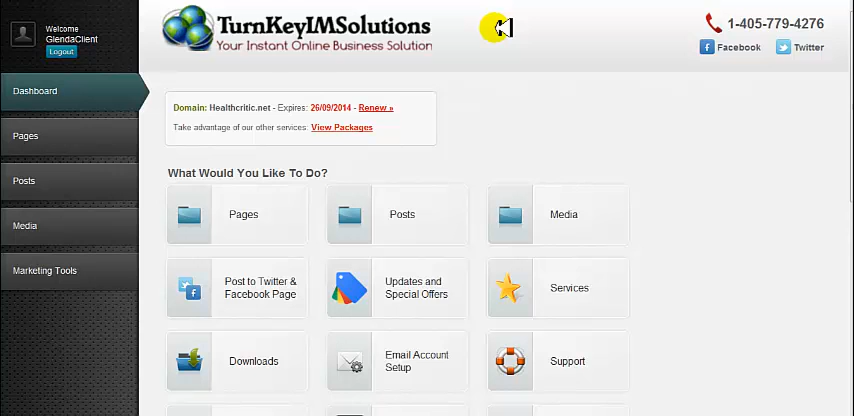 Welcome
GlendaClient
Logout
TurnKeyIMSolutions
Your Instant Online Business Solution
1-405-779-4276
Facebook
Twitter
Dashboard
Pages
Posts
Media
Marketing Tools
Domain: Healthcritic.net - Expires: 26/09/2014 - Renew »
Take advantage of our other services: View Packages
What Would You Like To Do?
Pages
Posts
Media
Post to Twitter &
Facebook Page
Updates and
Special Offers
Services
Downloads
Email Account
Setup
Support